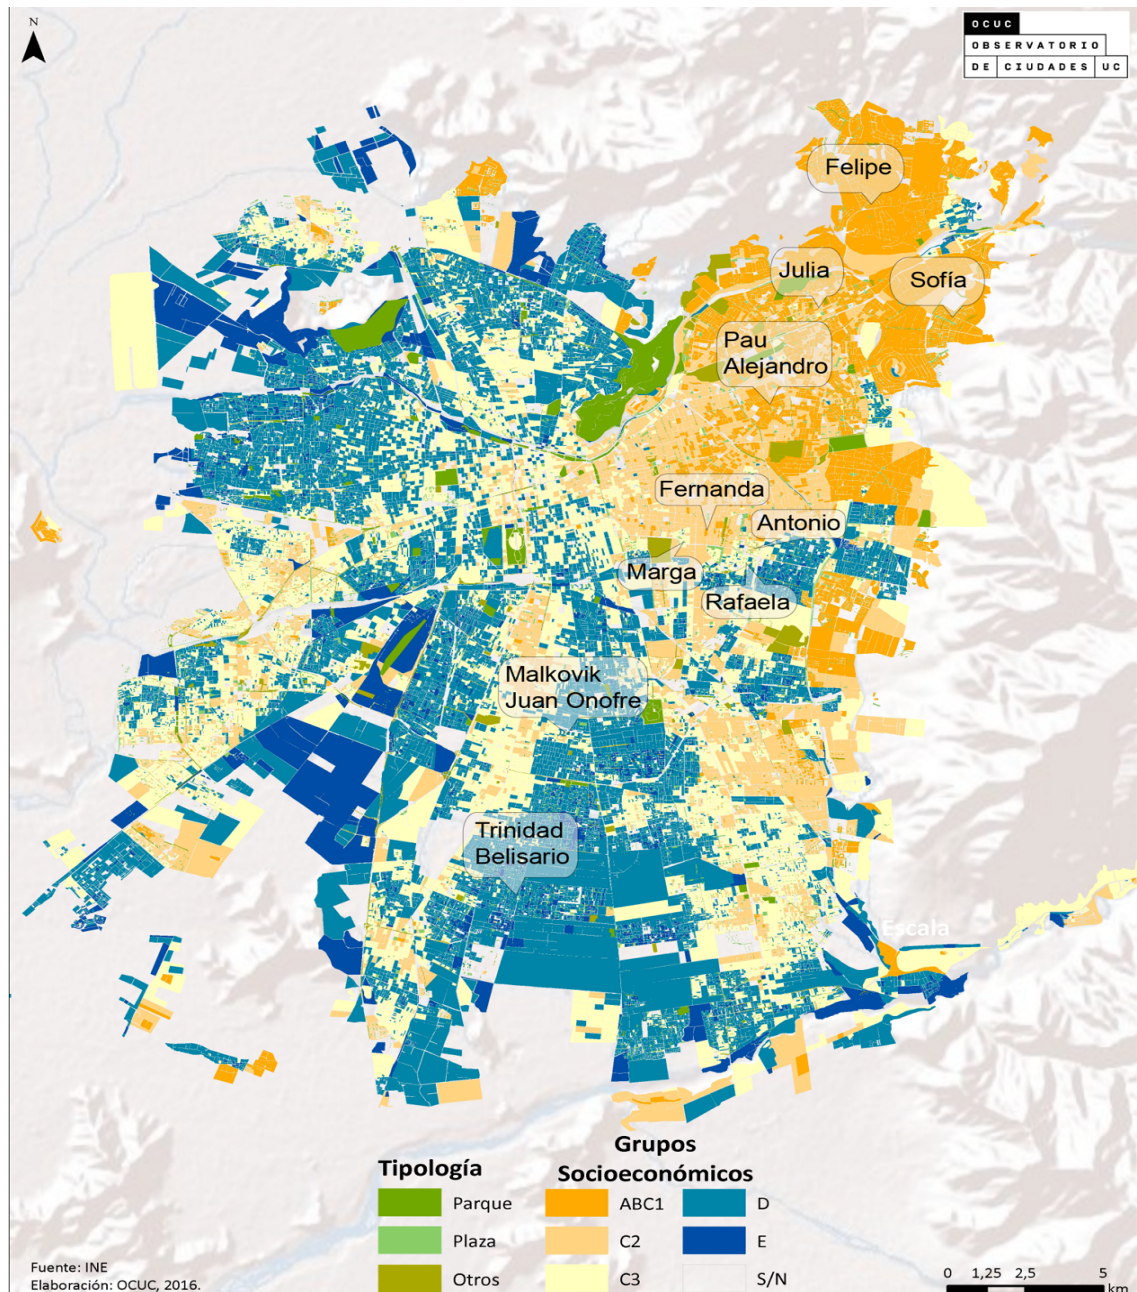 N
OCUC
OBSERVATORIO
DE CIUDADES UC
Felipe
Julia
Sofía
Pau
Alejandro
Fernanda
Antonio
Marga
Rafaela
Malkovik
Juan Onofre
Trinidad
Belisario
Escala
Grupos
Tipología
Socioeconómicos
Parque
ABC1
D
Plaza
C2
E
Otros
C3
S/N
Fuente: INE
Elaboración: OCUC, 2016.
0 1,25 2,5 5
km